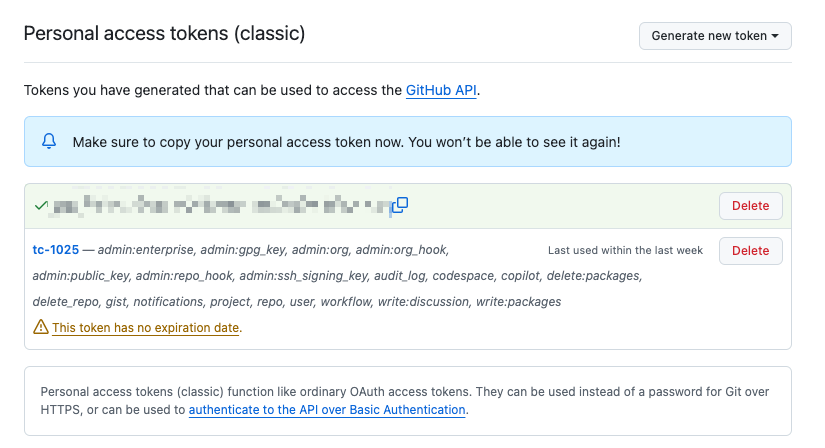 Personal access tokens (classic)
Generate new token
Tokens you have generated that can be used to access the GitHub API.
Make sure to copy your personal access token now. You won’t be able to see it again!
Delete
tc-1025 — admin:enterprise, admin:gpg_key, admin:org, admin:org_hook,
Last used within the last week
Delete
admin:public_key, admin:repo_hook, admin:ssh_signing_key, audit_log, codespace, copilot, delete:packages,
delete_repo, gist, notifications, project, repo, user, workflow, write:discussion, write:packages
This token has no expiration date.
Personal access tokens (classic) function like ordinary OAuth access tokens. They can be used instead of a password for Git over
HTTPS, or can be used to authenticate to the API over Basic Authentication.